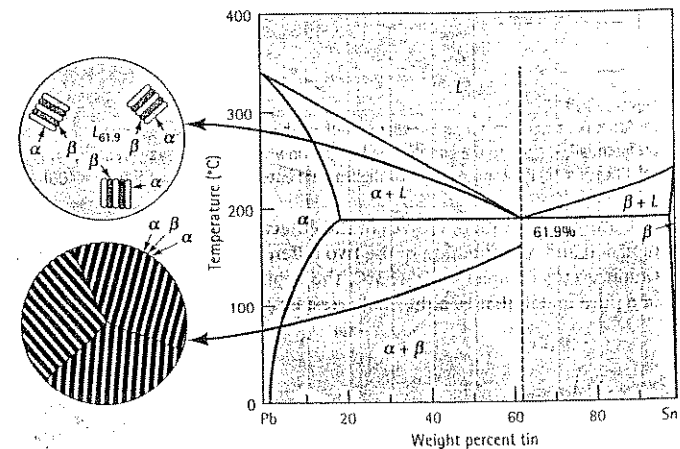 400
300
200
100
0
Temperature (°C)
L
α + L
α
β + L
61.9%
β
α + β
Pb
20
40
60
80
Sn
Weight percent tin
L61.9
α
β
β
α
β
α
α
β
α